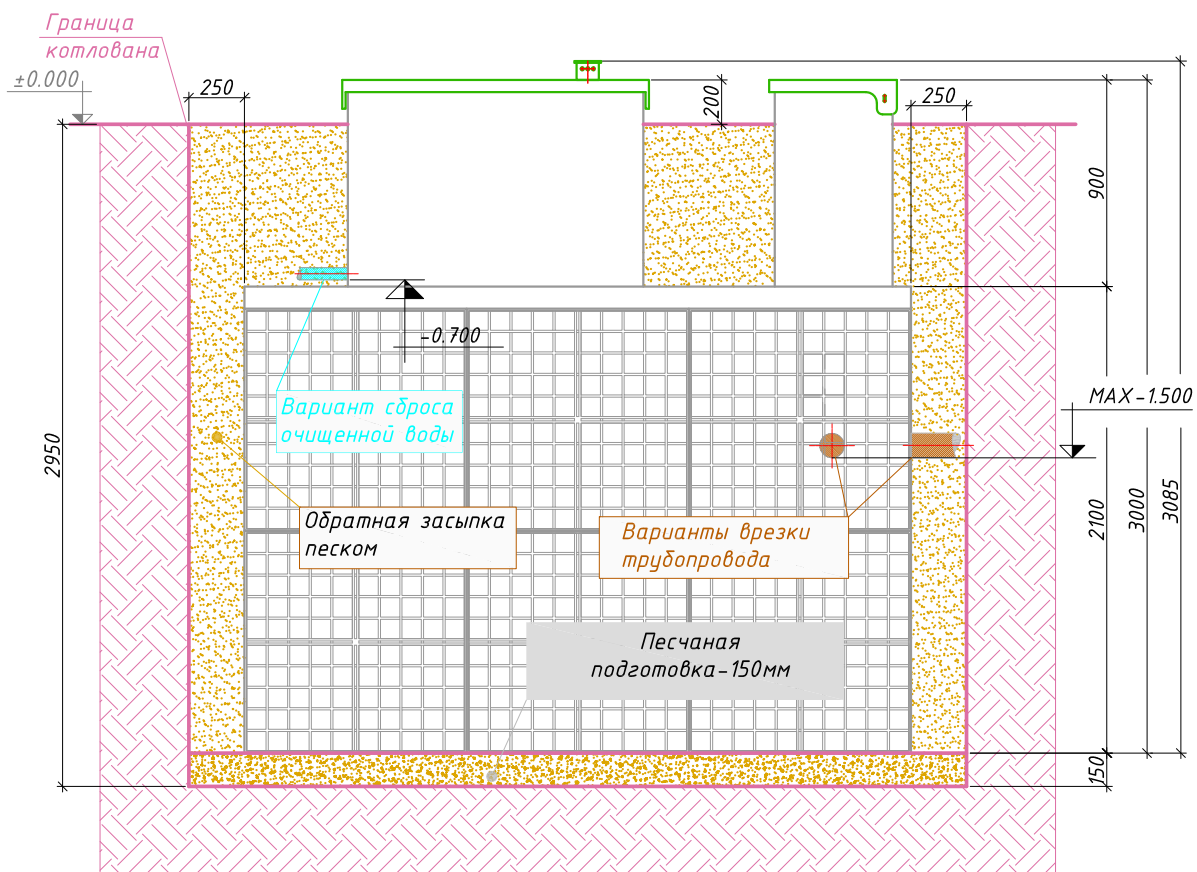 Граница
котлована
±0.000
250
200
250
900
-0.700
MAX-1.500
Вариант сброса
очищенной воды
2950
2100
3000
3085
Обратная засыпка
песком
Варианты врезки
трубопровода
Песчаная
подготовка-150мм
150